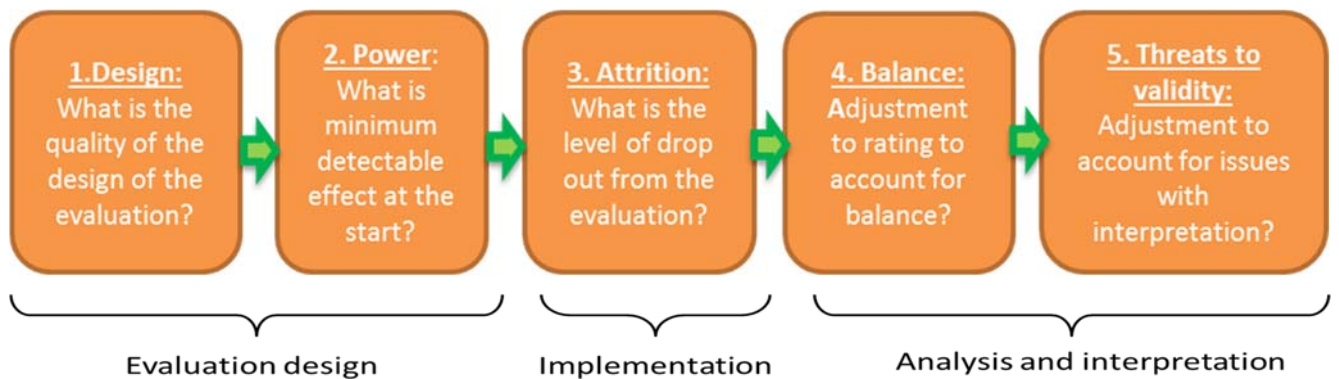 1.Design:
What is the
quality of the
design of the
evaluation?
2. Power:
What is
minimum
detectable
effect at the
start?
3. Attrition:
What is the
level of drop
out from the
evaluation?
4. Balance:
Adjustment
to rating to
account for
balance?
5. Threats to
validity:
Adjustment to
account for issues
with
interpretation?
Evaluation design
Implementation
Analysis and interpretation